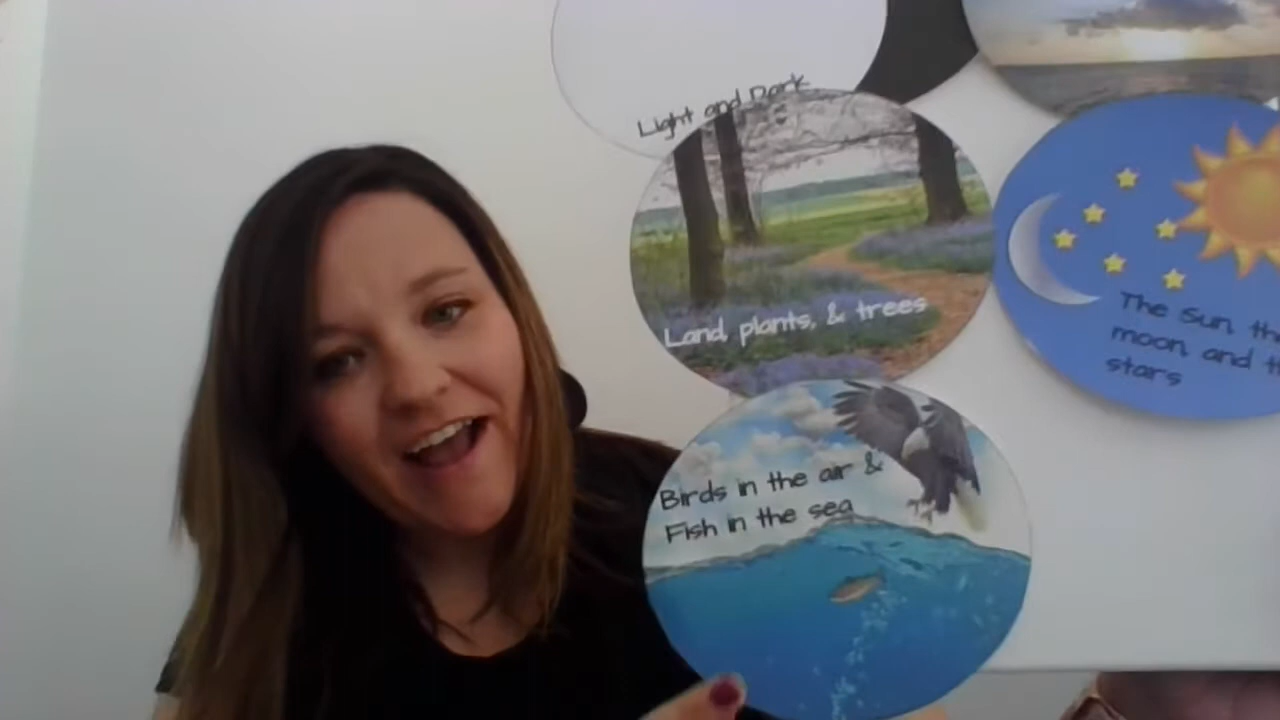 Light and Dark
Land, plants, & trees
The Sun, the
moon, and
stars
Birds in the air &
Fish in the sea